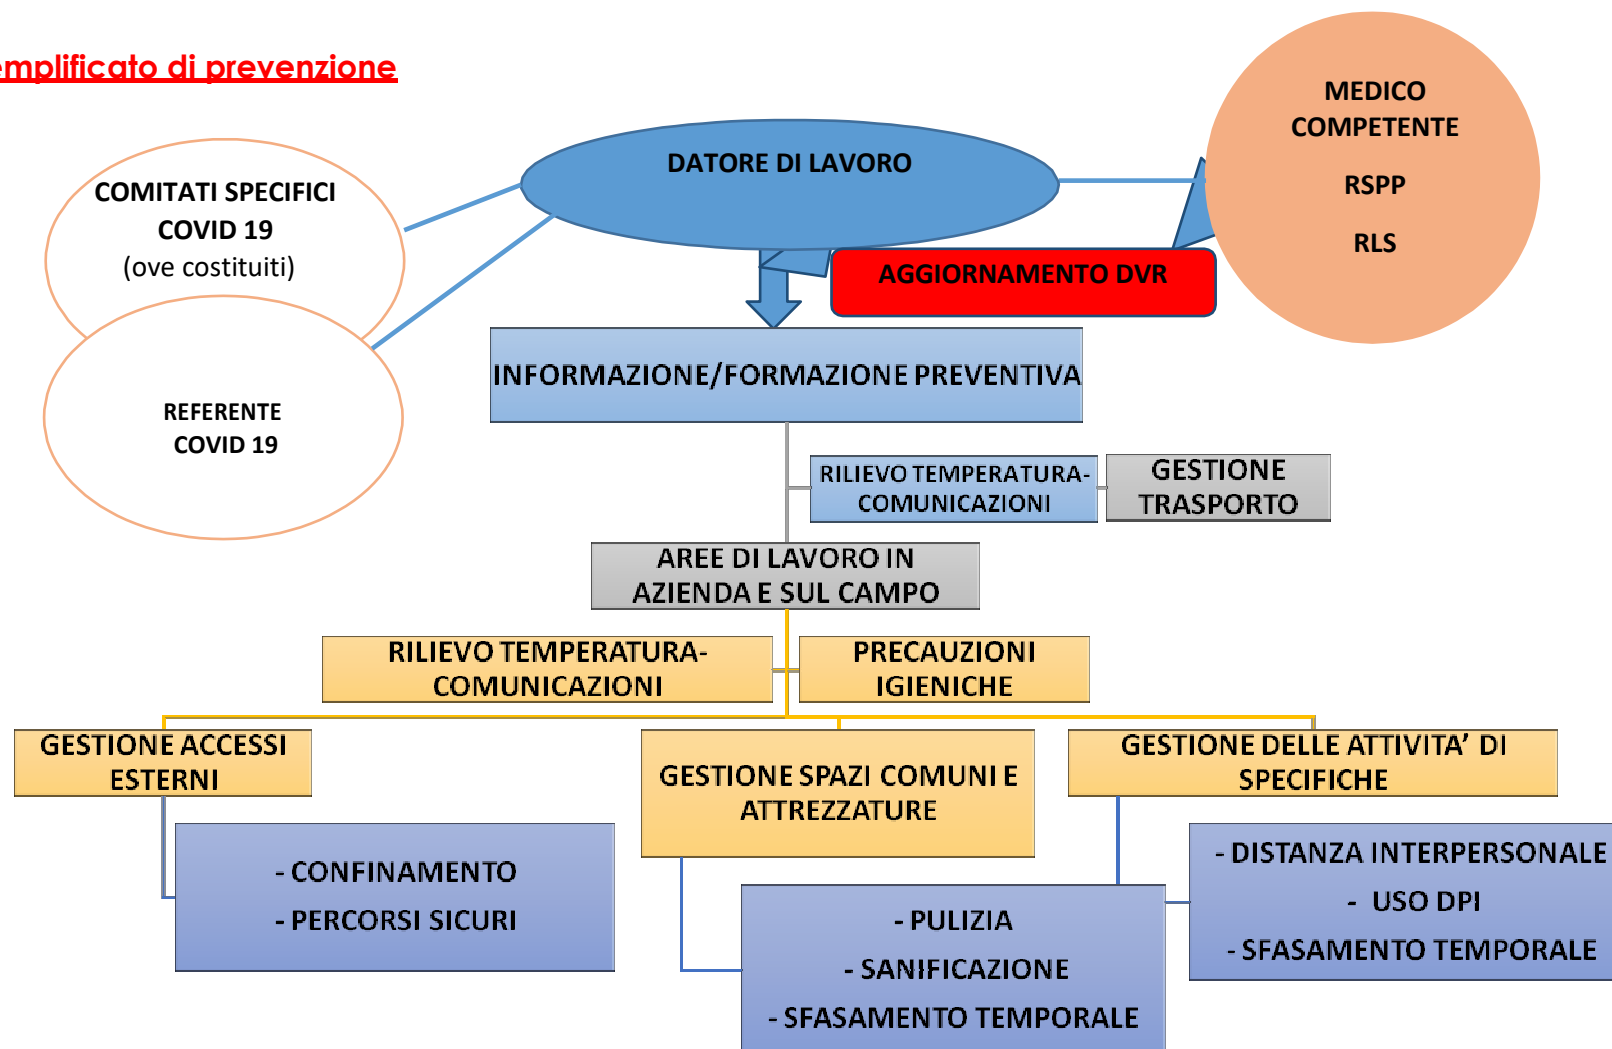 emplificato di prevenzione
MEDICO
COMPETENTE
RSPP
RLS
DATORE DI LAVORO
COMITATI SPECIFICI
COVID 19
(ove costituiti)
AGGIORNAMENTO DVR
INFORMAZIONE/FORMAZIONE PREVENTIVA
REFERENTE
COVID 19
RILIEVO TEMPERATURA-
COMUNICAZIONI
GESTIONE
TRASPORTO
AREE DI LAVORO IN
AZIENDA E SUL CAMPO
RILIEVO TEMPERATURA-
COMUNICAZIONI
PRECAUZIONI
IGIENICHE
GESTIONE ACCESSI
ESTERNI
GESTIONE SPAZI COMUNI E
ATTREZZATURE
GESTIONE DELLE ATTIVITA’ DI
SPECIFICHE
- CONFINAMENTO
- PERCORSI SICURI
- PULIZIA
- SANIFICAZIONE
- SFASAMENTO TEMPORALE
- DISTANZA INTERPERSONALE
- USO DPI
- SFASAMENTO TEMPORALE